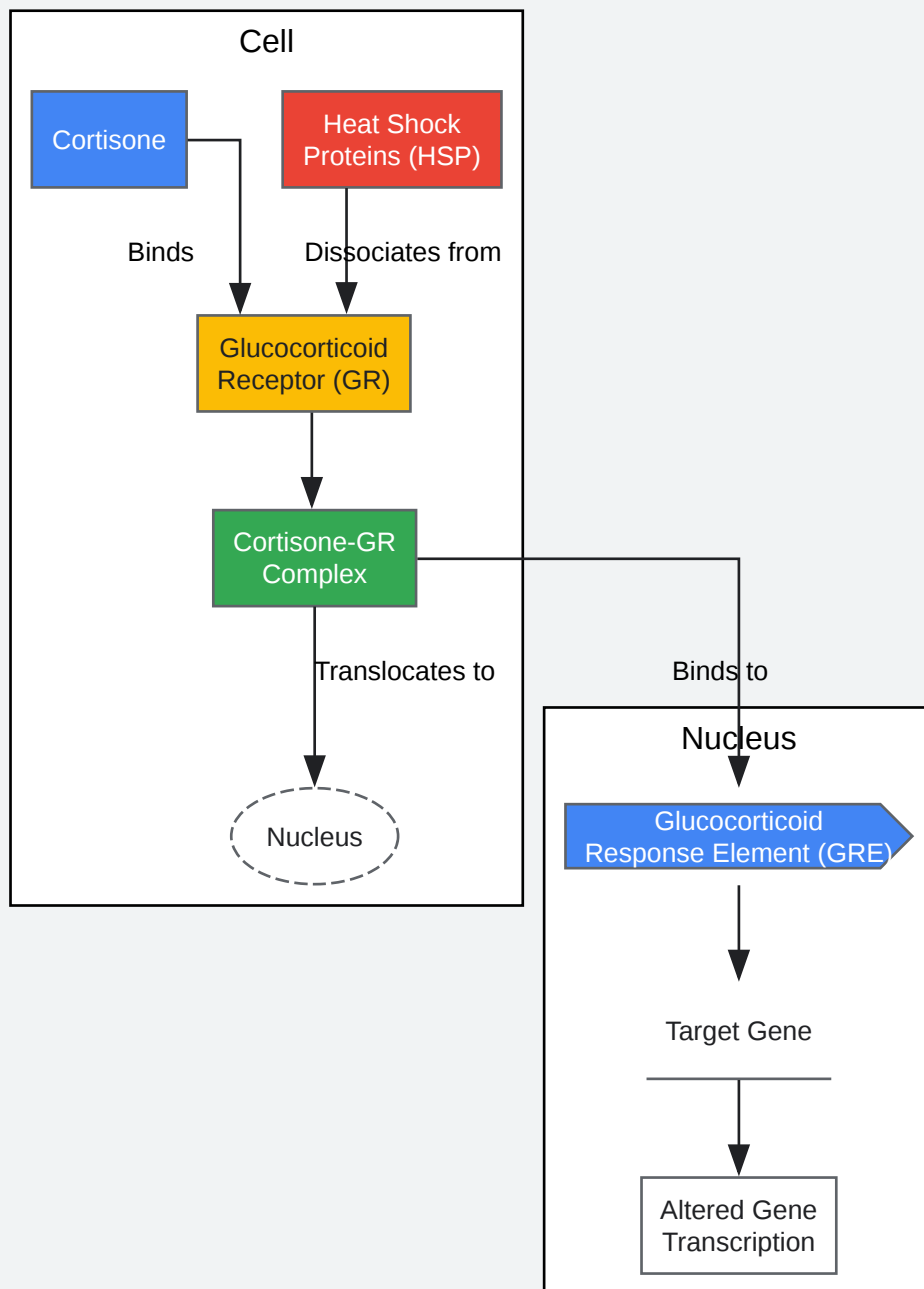 Cell
Cortisone
Heat Shock
Proteins (HSP)
Binds
Dissociates from
Glucocorticoid
Receptor (GR)
Cortisone-GR
Complex
Translocates to
Binds to
Nucleus
Nucleus
Glucocorticoid
Response Element (GRE)
Target Gene
Altered Gene
Transcription